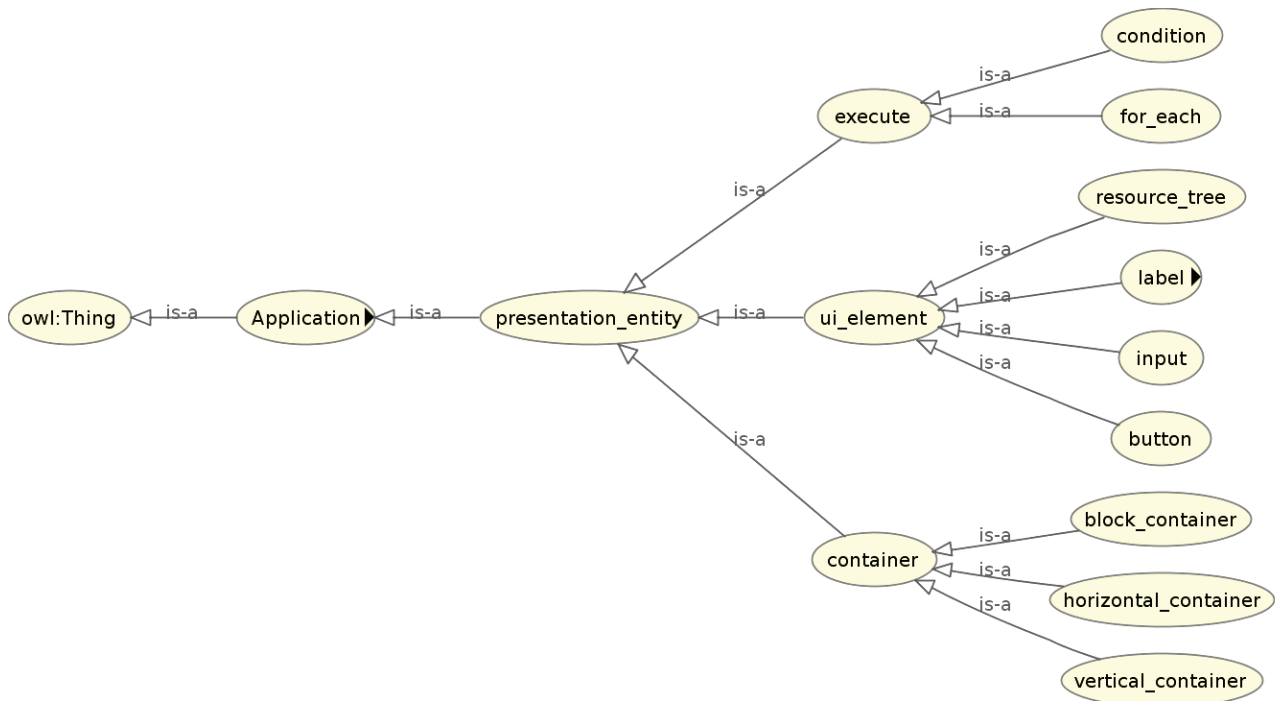 condition
is-a
execute
is-a
for_each
is-a
resource_tree
is-a
label
is-a
owl:Thing
is-a
Application
is-a
presentation_entity
is-a
ui_element
is-a
input
is-a
button
is-a
block_container
is-a
container
is-a
horizontal_container
is-a
vertical_container